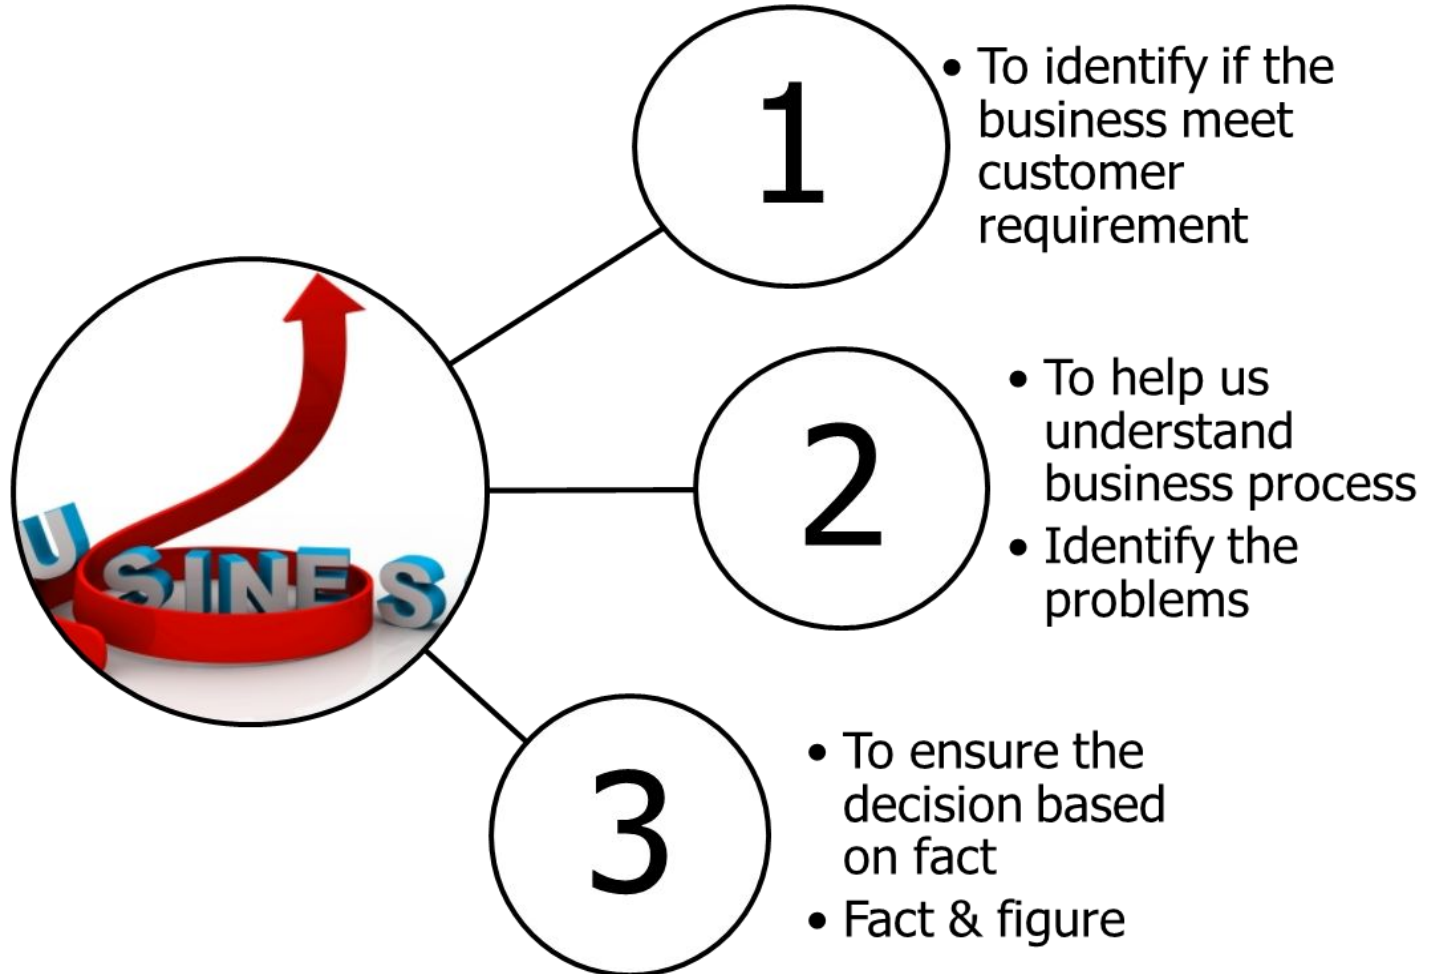 1
• To identify if the
business meet
customer
requirement
USINES
2
• To help us
understand
business process
• Identify the
problems
3
• To ensure the
decision based
on fact
• Fact & figure